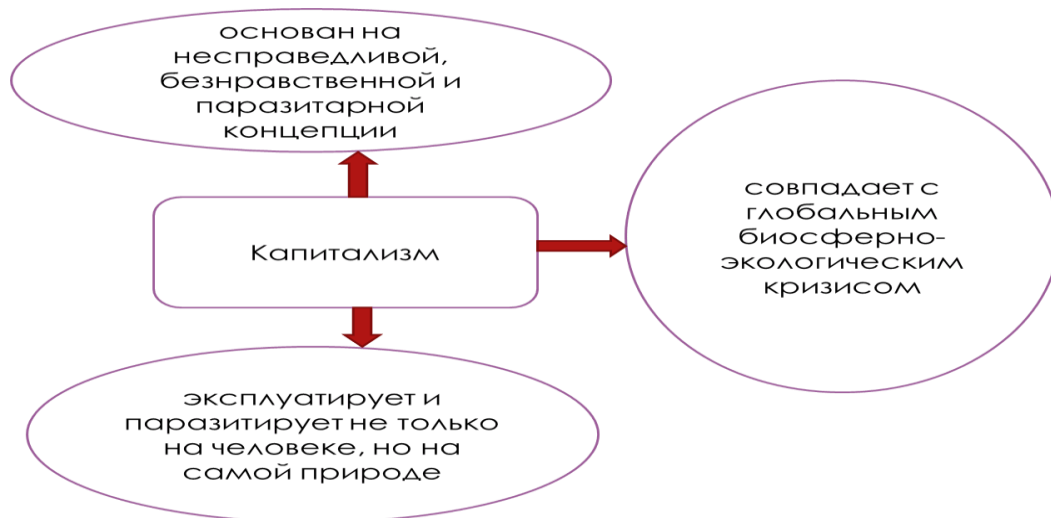 основан на
несправедливой,
безнравственной и
паразитарной
концепции
Капитализм
совпадает с
глобальным
биосферно-
экологическим
кризисом
эксплуатирует и
паразитирует не только
на человеке, но на
самой природе